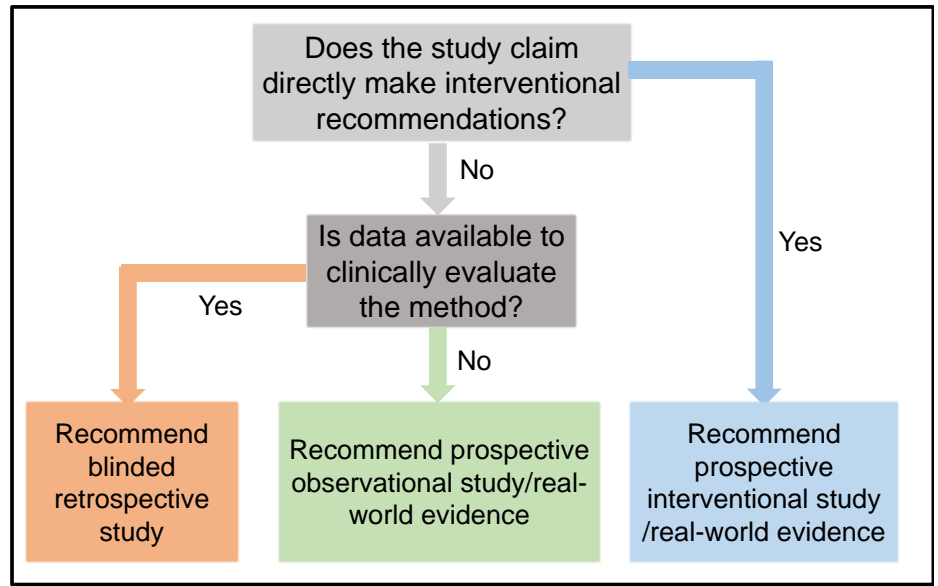 Does the study claim
directly make interventional
recommendations?
No
Yes
Is data available to
clinically evaluate
the method?
Yes
No
Recommend
blinded
retrospective
study
Recommend prospective
observational study/real-
world evidence
Recommend
prospective
interventional study
/real-world evidence